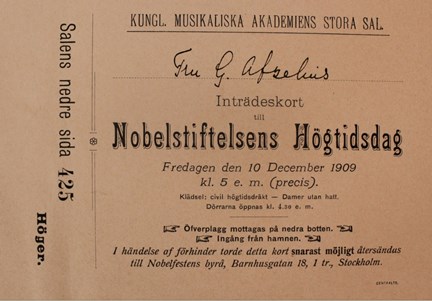 KUNGL. MUSIKALISKA AKADEMIENS STORA SAL.
Fru G. Afzelius
Inträdeskort
till
Nobelstiftelsens Högtidsdag
Fredagen den 10 December 1909
kl. 5 e. m. (precis).
Klädsel: civil högtidsdräkt — Damer utan hatt.
Dörrarna öppnas kl. 4.30 e. m.
Öfverplagg mottagas på nedra botten.
Ingång från hamnen.
I händelse af förhinder torde detta kort snarast möjligt återsändas
till Nobelfestens byrå, Barnhusgatan 18, 1 tr., Stockholm.
Salens nedre sida 425
Höger.